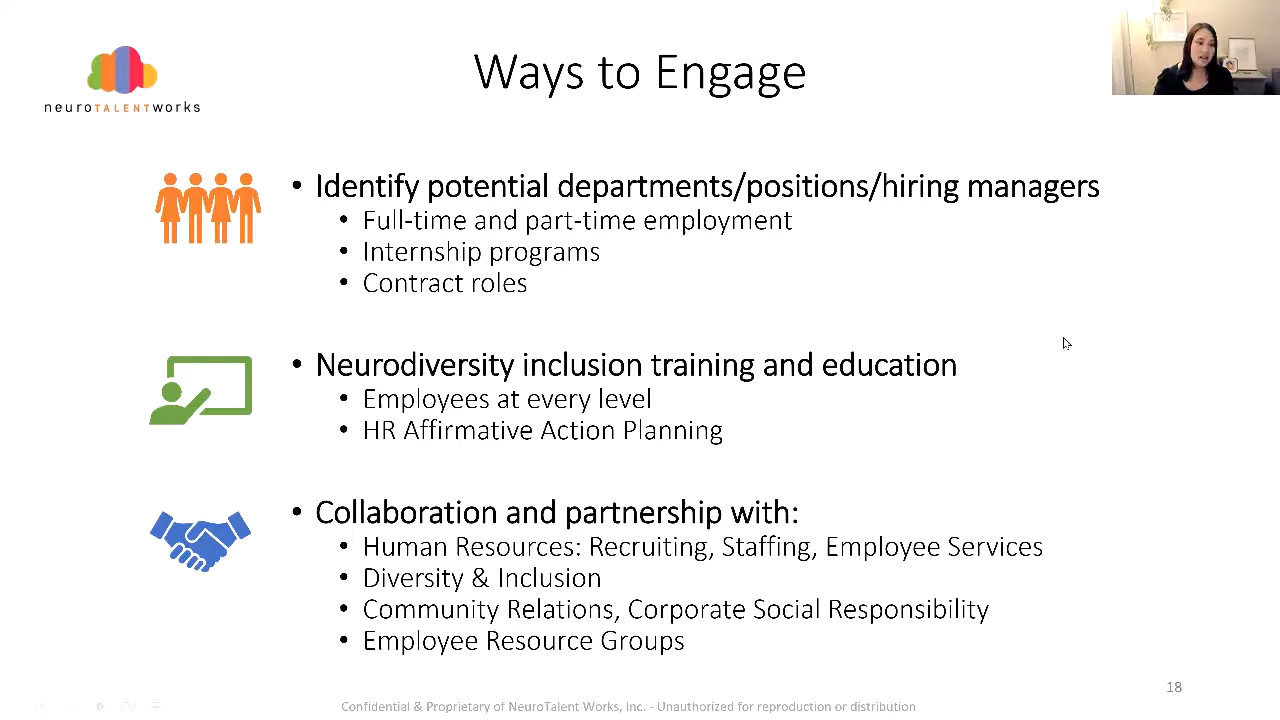 Ways to Engage
neuroTALENTworks
• Identify potential departments/positions/hiring managers
• Full-time and part-time employment
• Internship programs
• Contract roles
• Neurodiversity inclusion training and education
• Employees at every level
• HR Affirmative Action Planning
• Collaboration and partnership with:
• Human Resources: Recruiting, Staffing, Employee Services
• Diversity & Inclusion
• Community Relations, Corporate Social Responsibility
• Employee Resource Groups
18
Confidential & Proprietary of NeuroTalent Works, Inc. - Unauthorized for reproduction or distribution